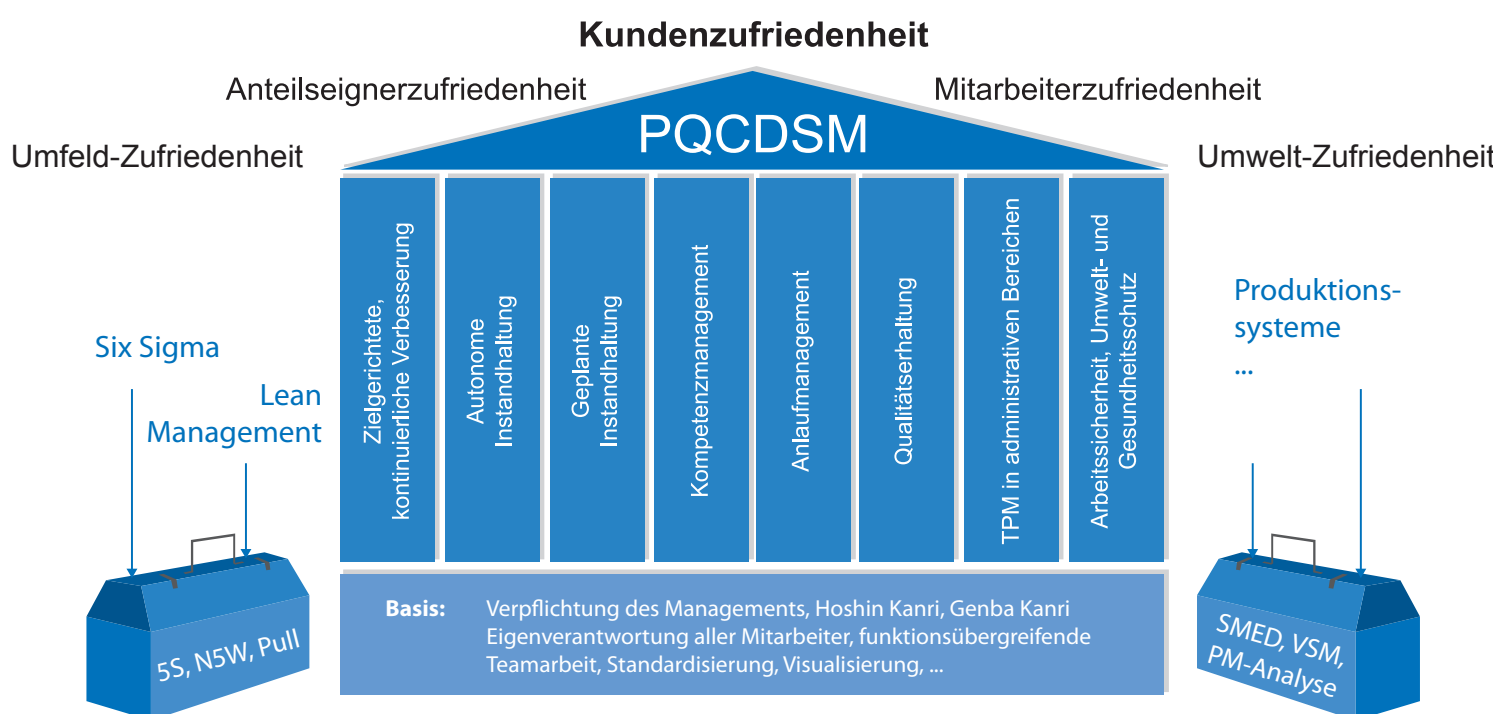 Kundenzufriedenheit
Anteilseignerzufriedenheit
Mitarbeiterzufriedenheit
PQCDSM
Umfeld-Zufriedenheit
Umwelt-Zufriedenheit
Zielgerichtete,
kontinuierliche Verbesserung
Autonome
Instandhaltung
Geplante
Instandhaltung
Kompetenzmanagement
Anlaufmanagement
Qualitätserhaltung
TPM in administrativen Bereichen
Arbeitssicherheit, Umwelt- und
Gesundheitsschutz
Six Sigma
Lean
Management
Produktions-
systeme
...
Basis: Verpflichtung des Managements, Hoshin Kanri, Genba Kanri
Eigenverantwortung aller Mitarbeiter, funktionsübergreifende
Teamarbeit, Standardisierung, Visualisierung, ...
5S, N5W, Pull
SMED, VSM,
PM-Analyse